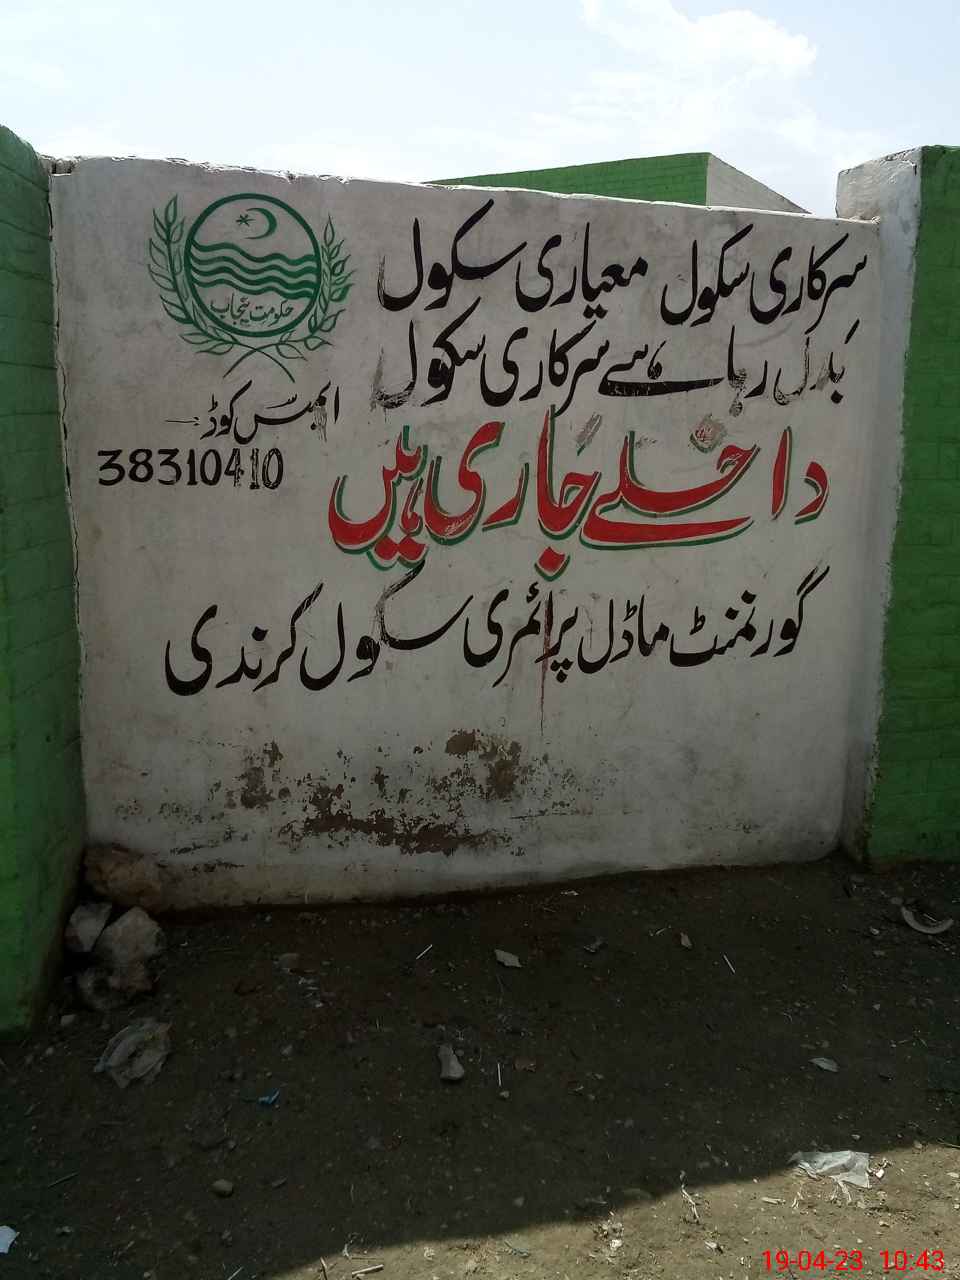 سرکاری سکول معیاری سکول
بدل رہا ہے سرکاری سکول
داخلے جاری ہیں
گورنمنٹ ماڈل پرائمری سکول کرندی
حکومت پنجاب
ایمس کوڈ
38310410
19-04-23 10:43